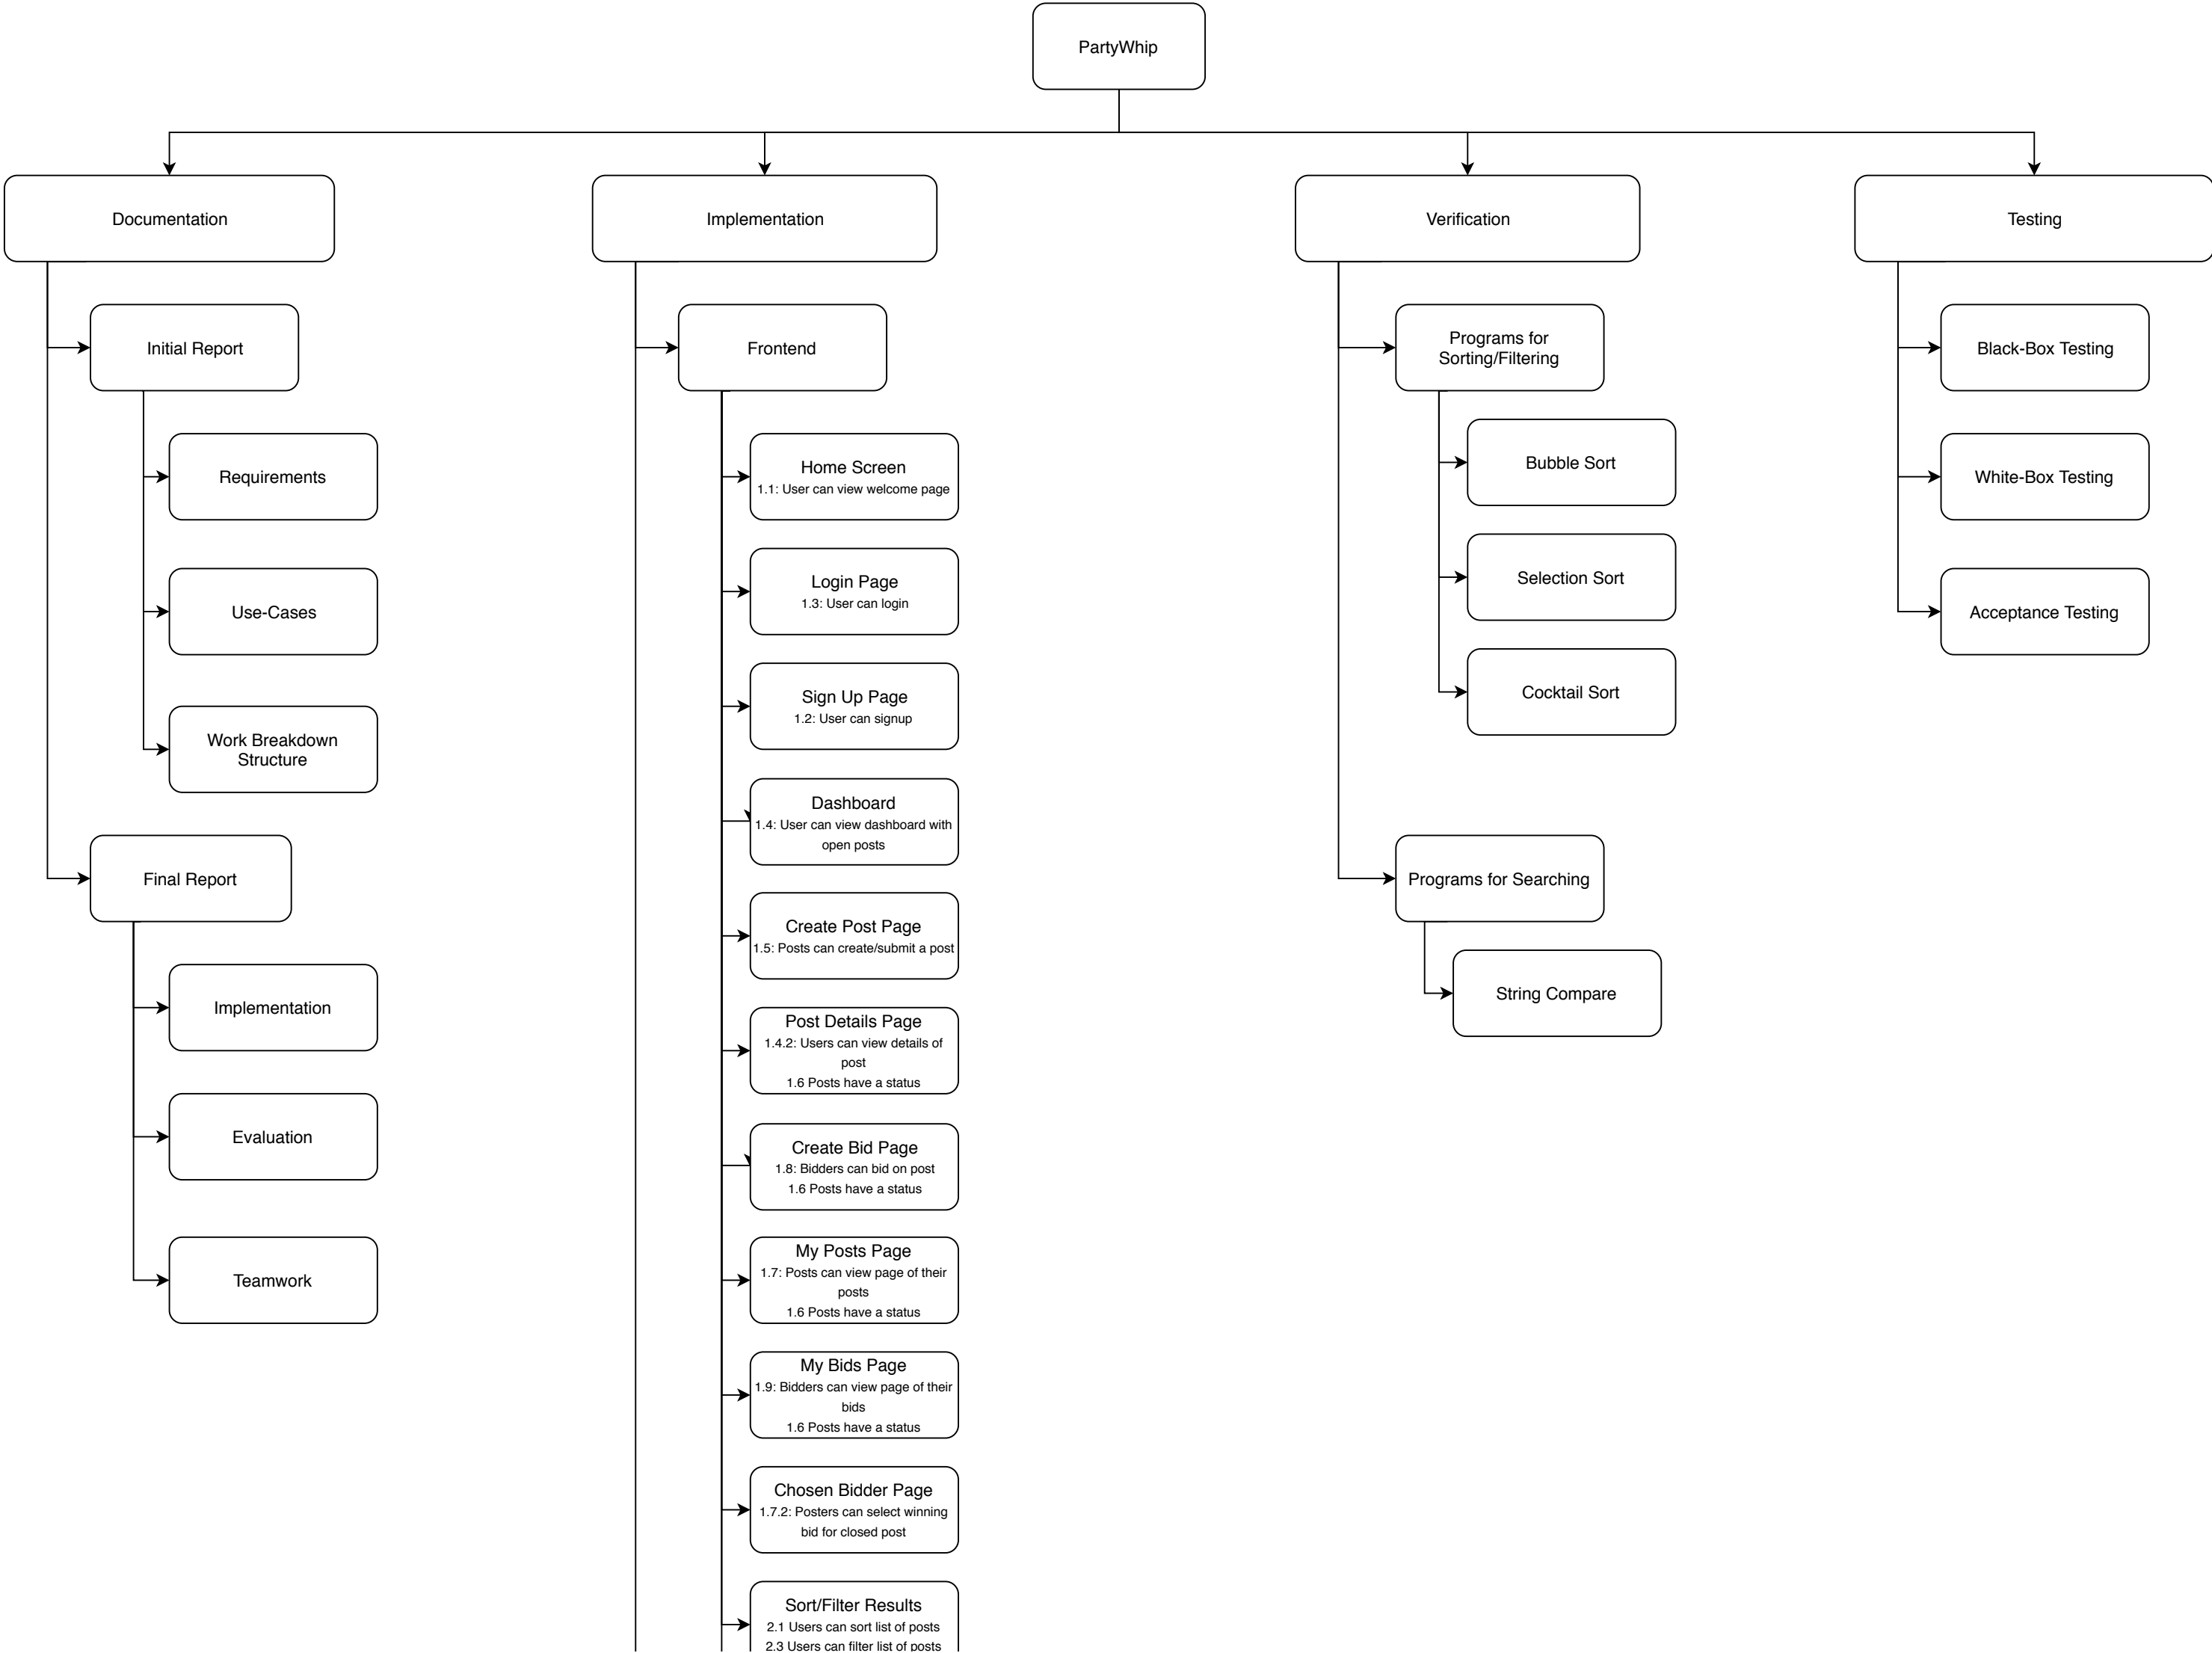 PartyWhip
Documentation
Implementation
Verification
Testing
Initial Report
Requirements
Use-Cases
Work Breakdown
Structure
Final Report
Implementation
Evaluation
Teamwork
Frontend
Home Screen
1.1: User can view welcome page
Login Page
1.3: User can login
Sign Up Page
1.2: User can signup
Dashboard
1.4: User can view dashboard with
open posts
Create Post Page
1.5: Posts can create/submit a post
Post Details Page
1.4.2: Users can view details of
post
1.6 Posts have a status
Create Bid Page
1.8: Bidders can bid on post
1.6 Posts have a status
My Posts Page
1.7: Posts can view page of their
posts
1.6 Posts have a status
My Bids Page
1.9: Bidders can view page of their
bids
1.6 Posts have a status
Chosen Bidder Page
1.7.2: Posters can select winning
bid for closed post
Sort/Filter Results
2.1 Users can sort list of posts
2.3 Users can filter list of posts
Programs for
Sorting/Filtering
Bubble Sort
Selection Sort
Cocktail Sort
Programs for Searching
String Compare
Black-Box Testing
White-Box Testing
Acceptance Testing